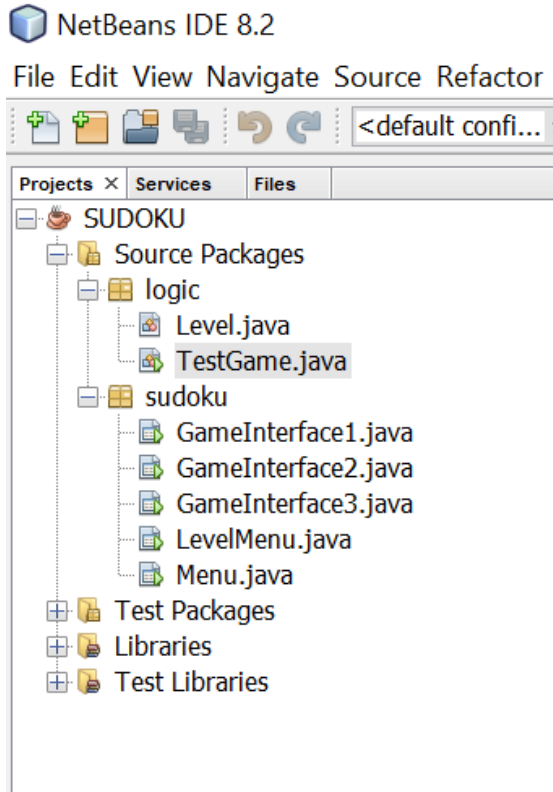 NetBeans IDE 8.2
File Edit View Navigate Source Refactor
<default confi...
Projects × Services Files
SUDOKU
Source Packages
logic
Level.java
TestGame.java
sudoku
GameInterface1.java
GameInterface2.java
GameInterface3.java
LevelMenu.java
Menu.java
Test Packages
Libraries
Test Libraries